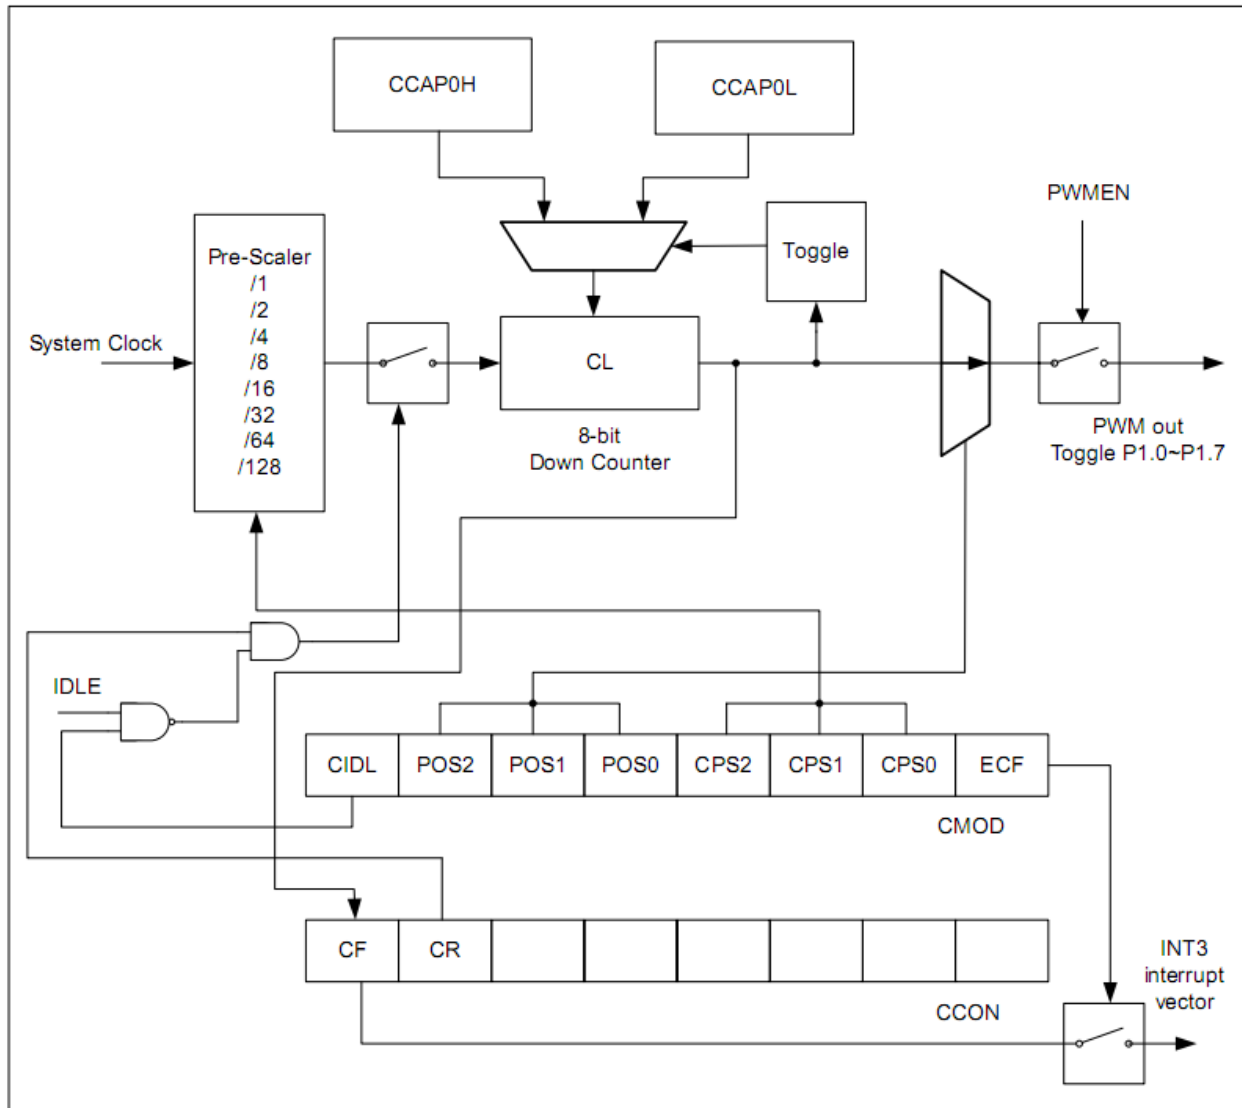 CCAP0H
CCAP0L
PWMEN
Pre-Scaler
/1
/2
/4
/8
/16
/32
/64
/128
Toggle
System Clock
CL
8-bit
Down Counter
PWM out
Toggle P1.0~P1.7
IDLE
CIDL POS2 POS1 POS0 CPS2 CPS1 CPS0 ECF
CMOD
CF CR
CCON
INT3
interrupt
vector